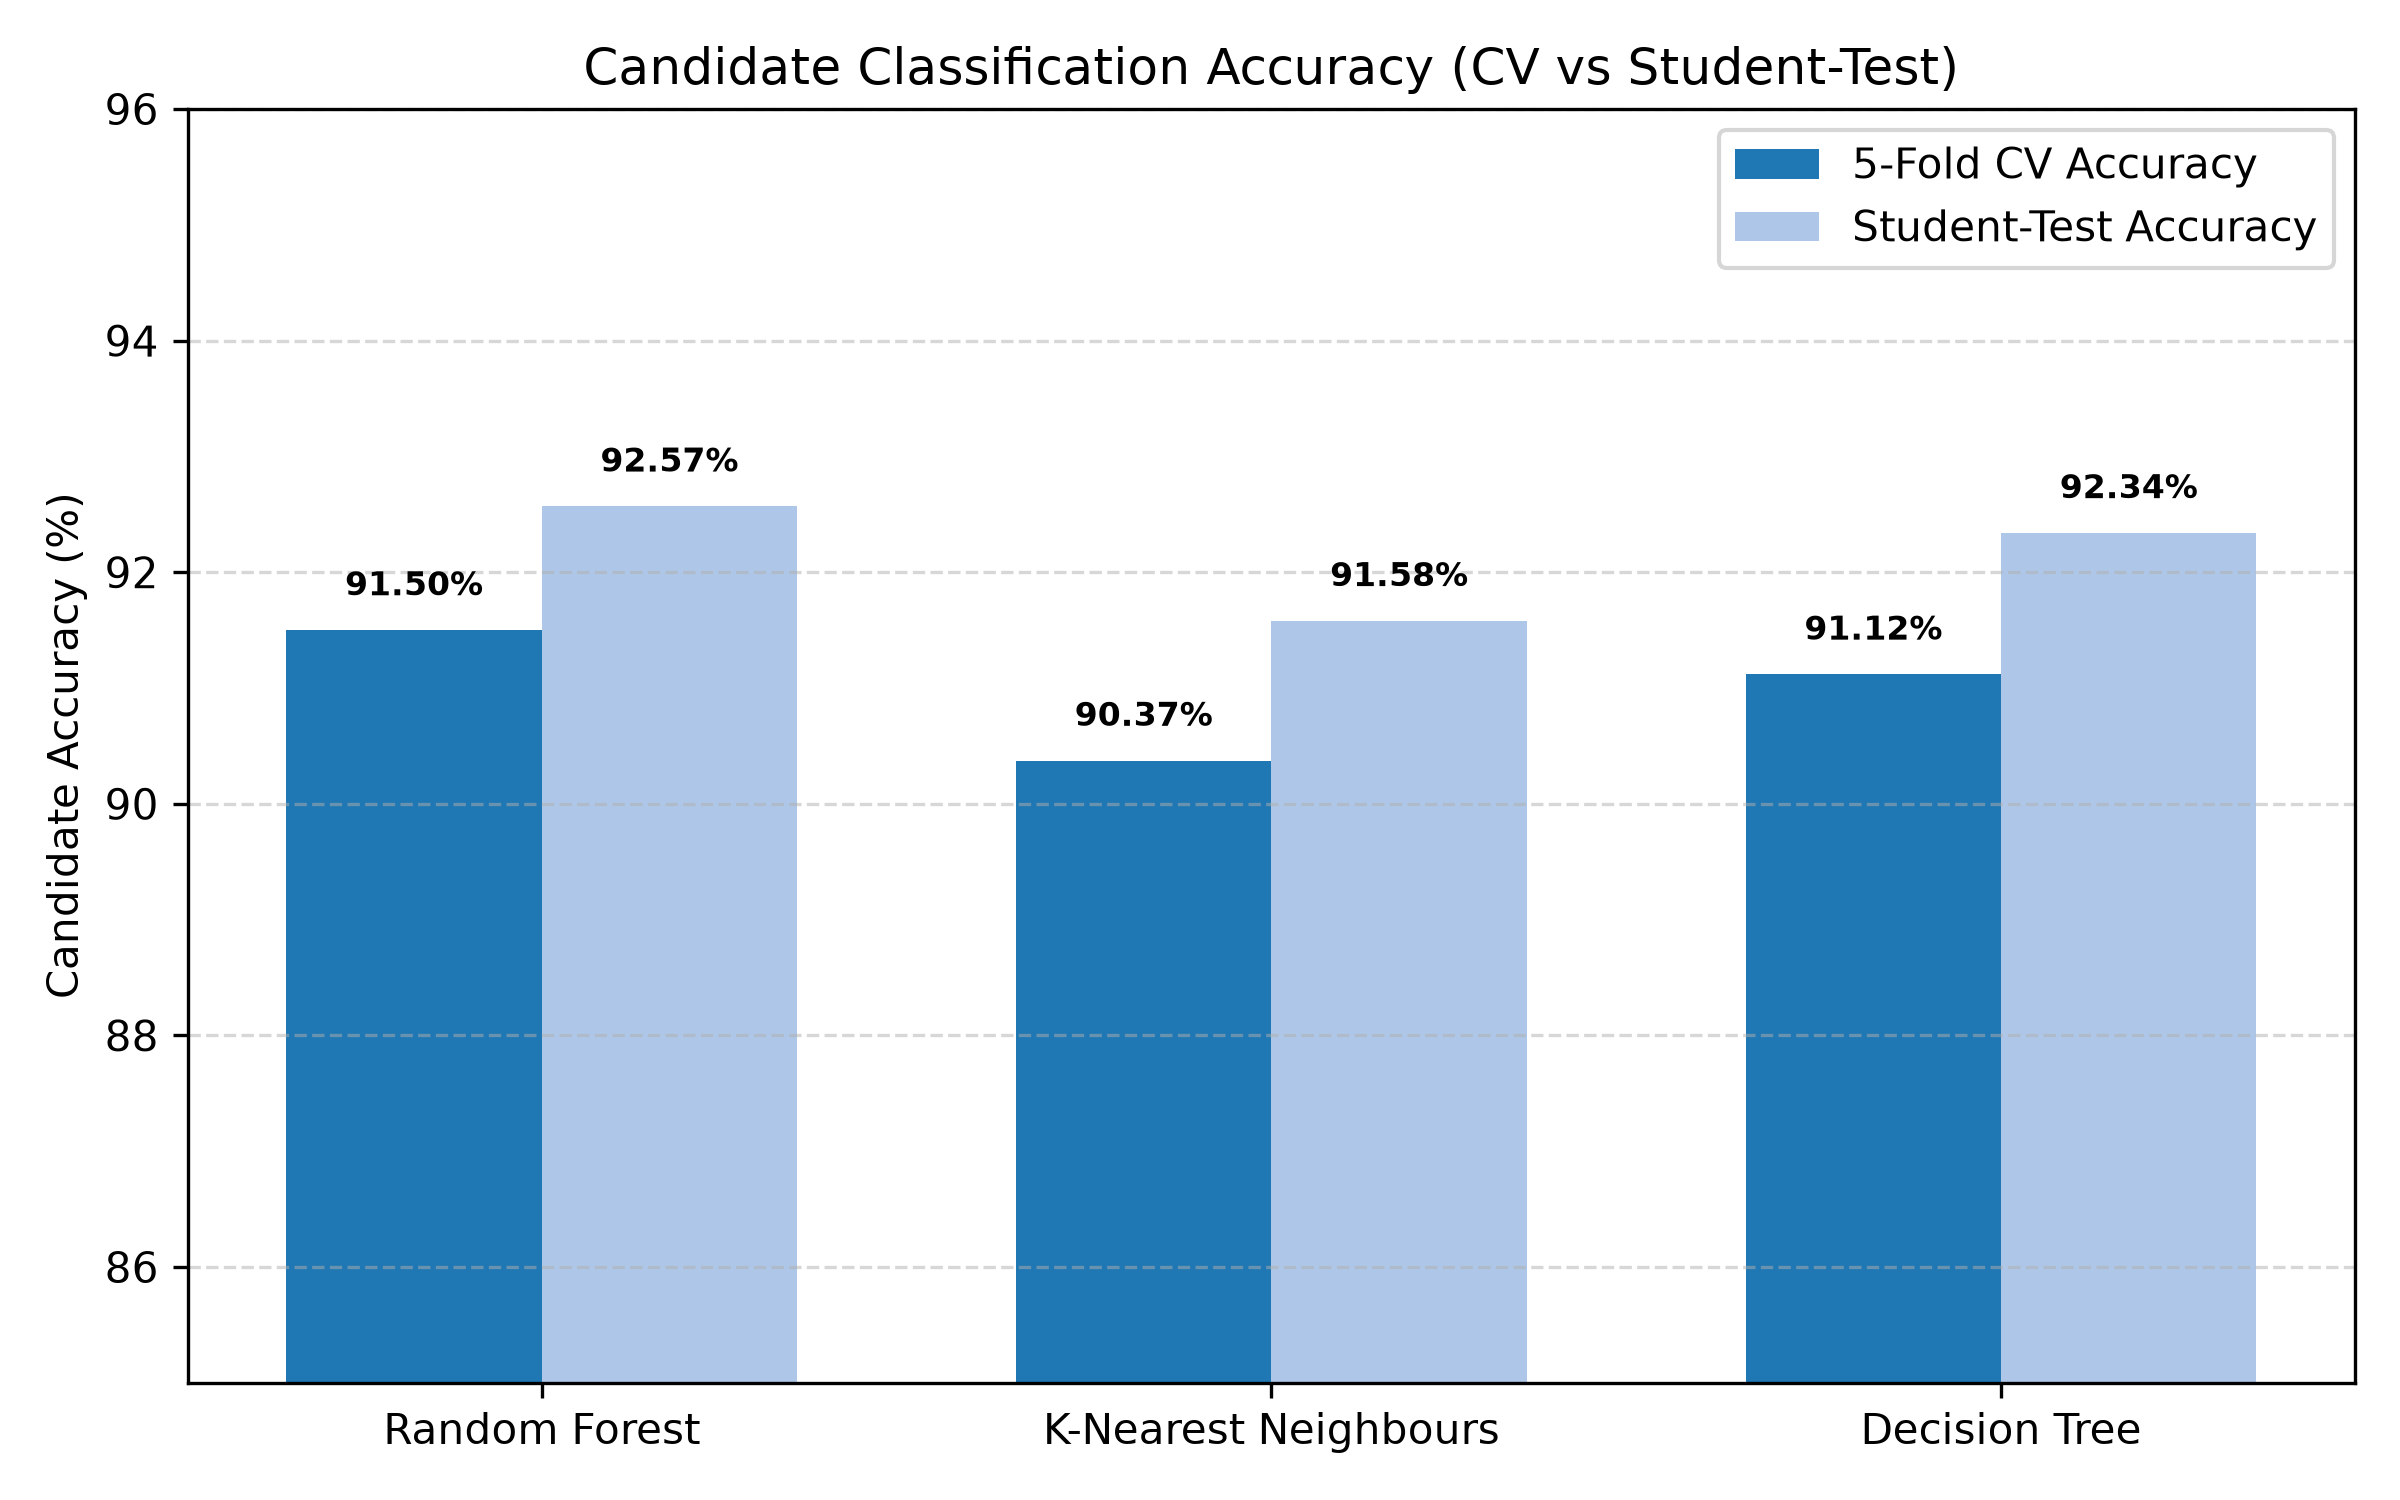 Candidate Classification Accuracy (CV vs Student-Test)
5-Fold CV Accuracy
Student-Test Accuracy
Candidate Accuracy (%)
96
94
92
90
88
86
91.50%
92.57%
90.37%
91.58%
91.12%
92.34%
Random Forest
K-Nearest Neighbours
Decision Tree